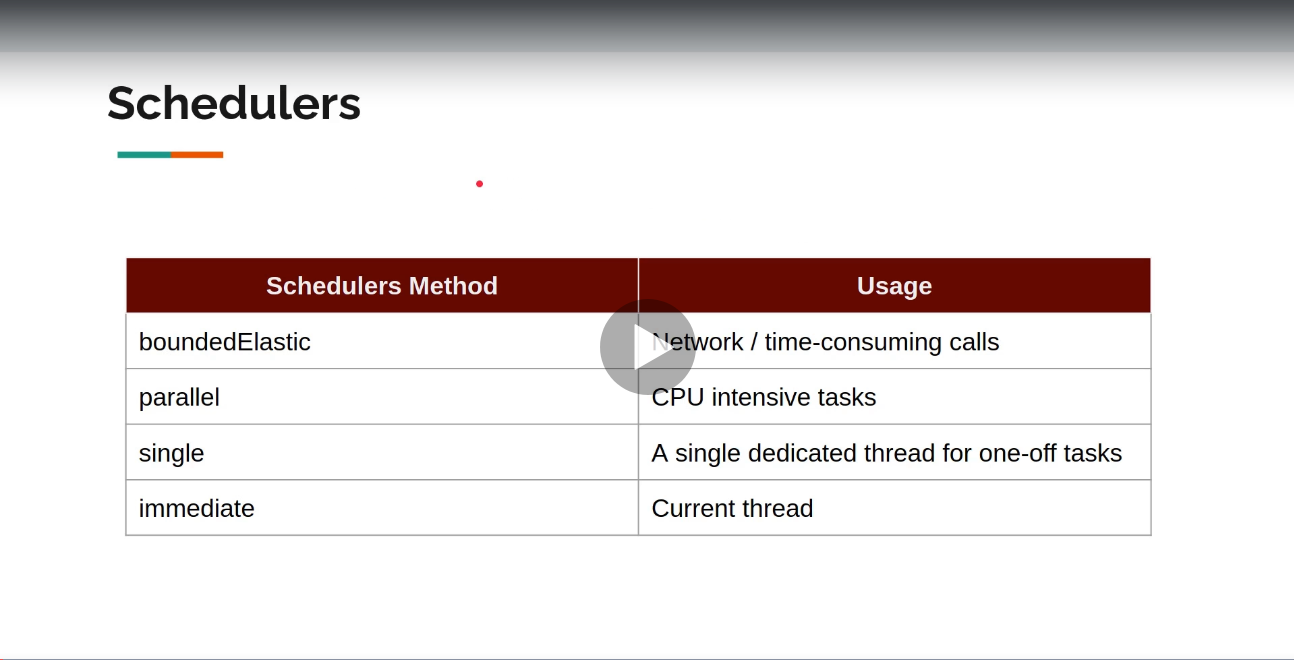 Schedulers
Schedulers Method Usage
boundedElastic Network / time-consuming calls
parallel CPU intensive tasks
single A single dedicated thread for one-off tasks
immediate Current thread